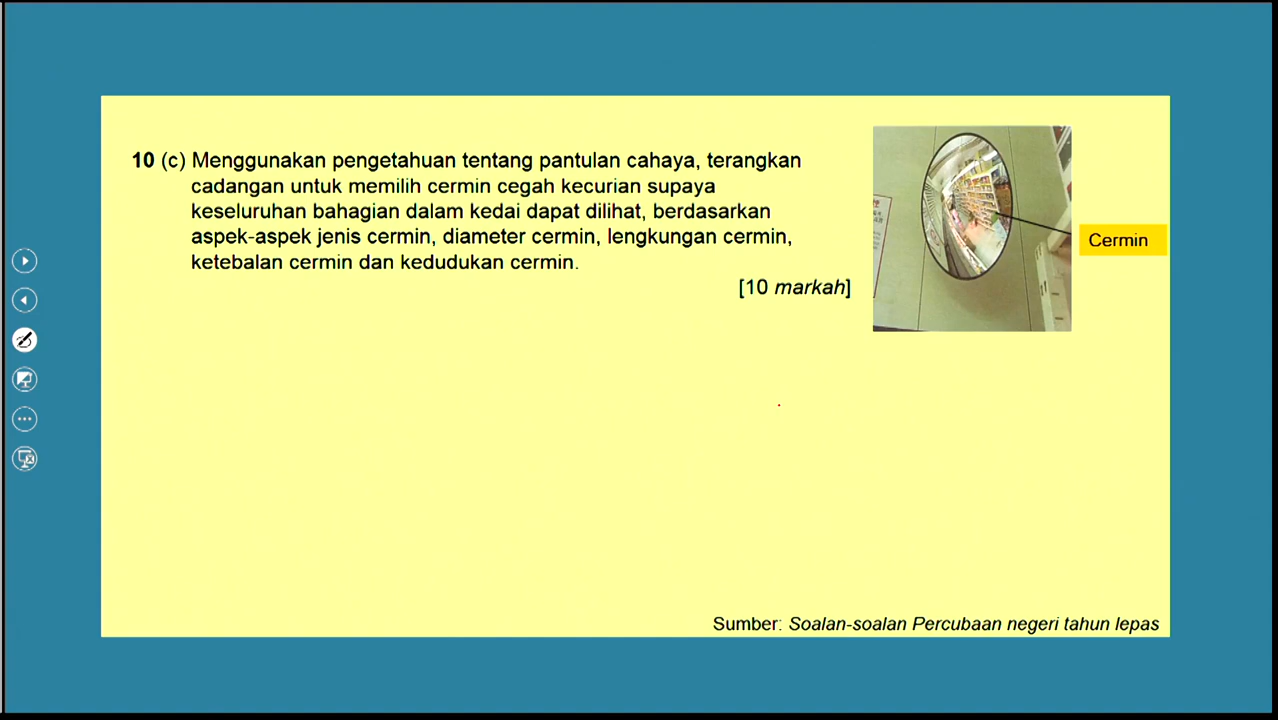 10 (c) Menggunakan pengetahuan tentang pantulan cahaya, terangkan
cadangan untuk memilih cermin cegah kecurian supaya
keseluruhan bahagian dalam kedai dapat dilihat, berdasarkan
aspek-aspek jenis cermin, diameter cermin, lengkungan cermin,
ketebalan cermin dan kedudukan cermin.
[10 markah]
Cermin
Sumber: Soalan-soalan Percubaan negeri tahun lepas